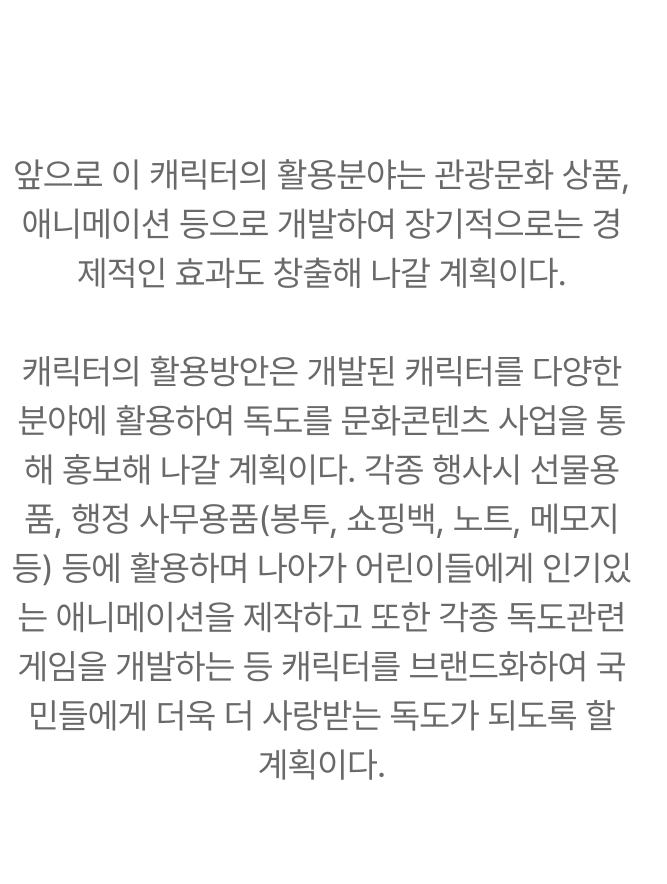 앞으로 이 캐릭터의 활용분야는 관광문화 상품,
애니메이션 등으로 개발하여 장기적으로는 경
제적인 효과도 창출해 나갈 계획이다.
캐릭터의 활용방안은 개발된 캐릭터를 다양한
분야에 활용하여 독도를 문화콘텐츠 사업을 통
해 홍보해 나갈 계획이다. 각종 행사시 선물용
품, 행정 사무용품(봉투, 쇼핑백, 노트, 메모지
등) 등에 활용하며 나아가 어린이들에게 인기있
는 애니메이션을 제작하고 또한 각종 독도관련
게임을 개발하는 등 캐릭터를 브랜드화하여 국
민들에게 더욱 더 사랑받는 독도가 되도록 할
계획이다.